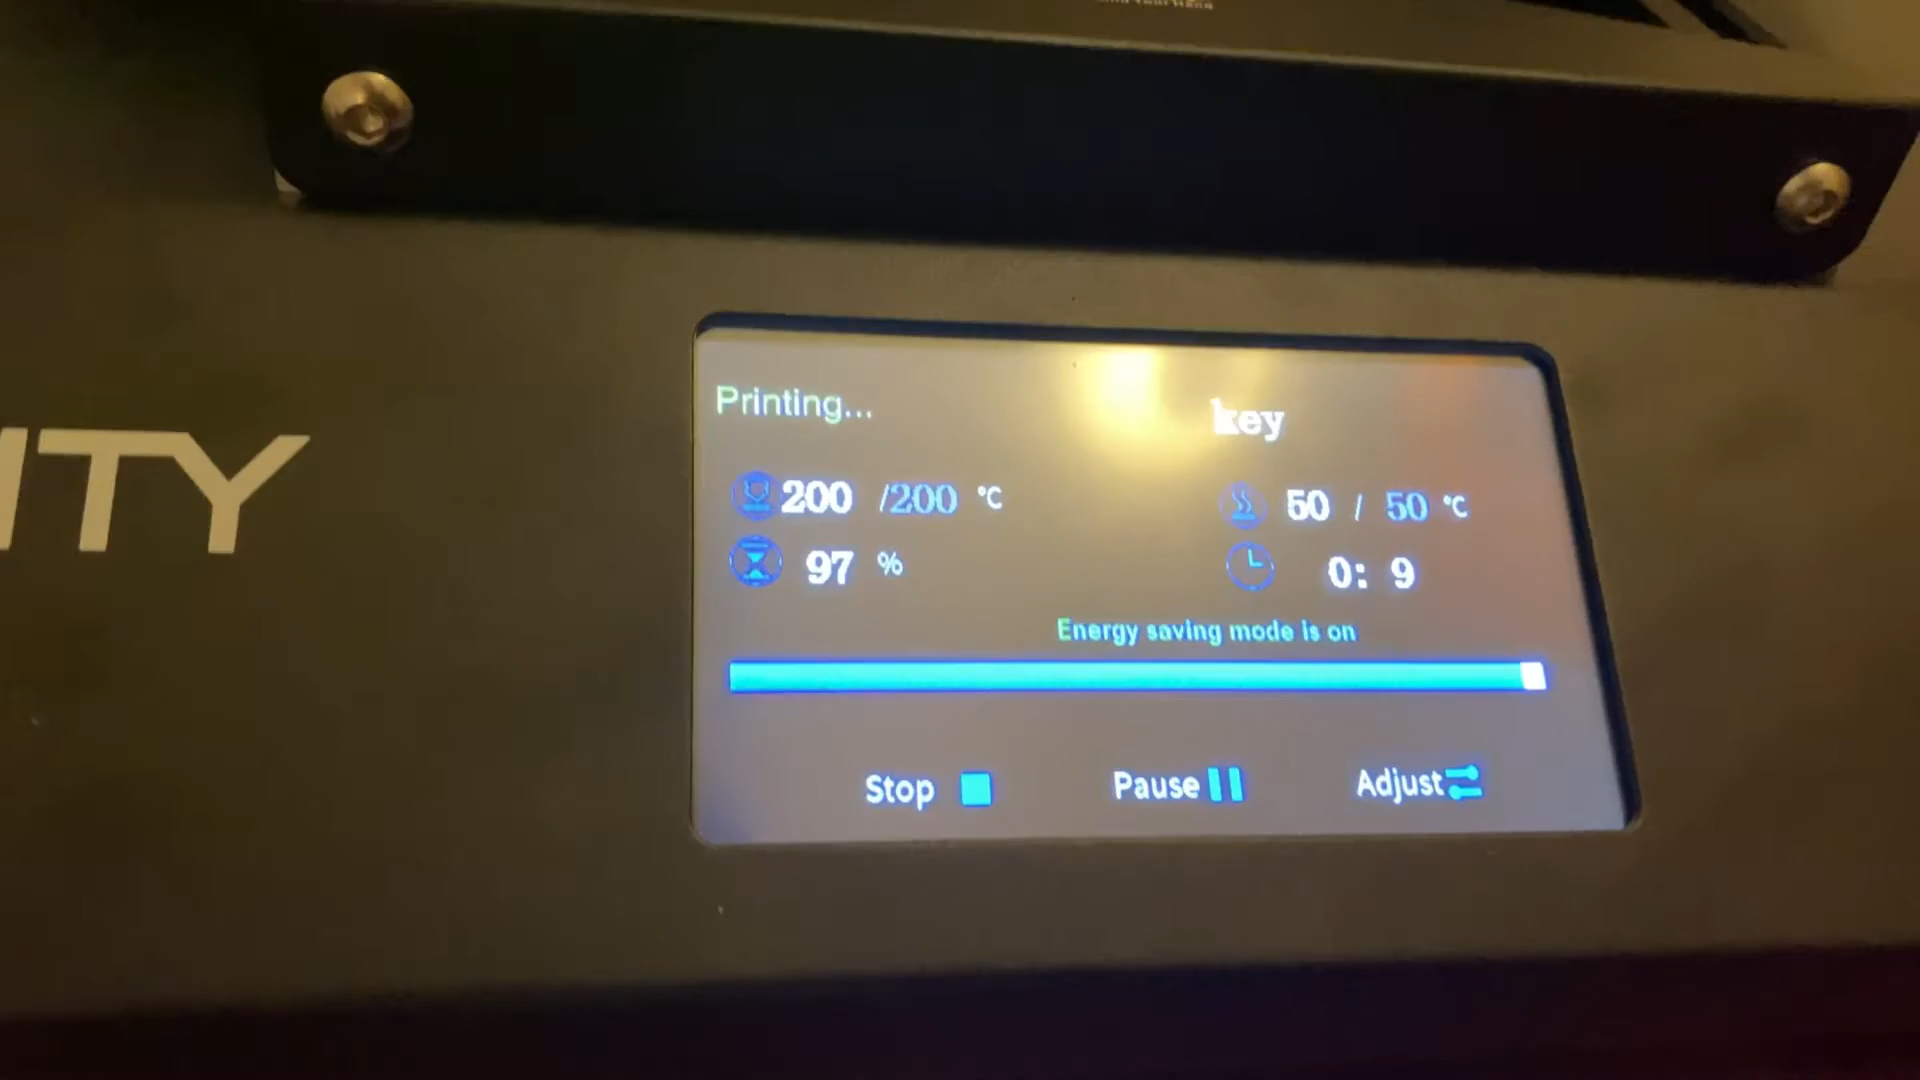 ITY
Printing... key
200 /200 °C 50 / 50 °C
97 % 0: 9
Energy saving mode is on
Stop Pause Adjust